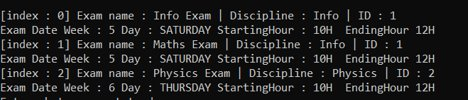 [index : 0] Exam name : Info Exam | Discipline : Info | ID : 1
Exam Date Week : 5 Day : SATURDAY StartingHour : 10H  EndingHour 12H
[index : 1] Exam name : Maths Exam | Discipline : Info | ID : 1
Exam Date Week : 5 Day : SATURDAY StartingHour : 10H  EndingHour 12H
[index : 2] Exam name : Physics Exam | Discipline : Physics | ID : 2
Exam Date Week : 6 Day : THURSDAY StartingHour : 10H  EndingHour 12H